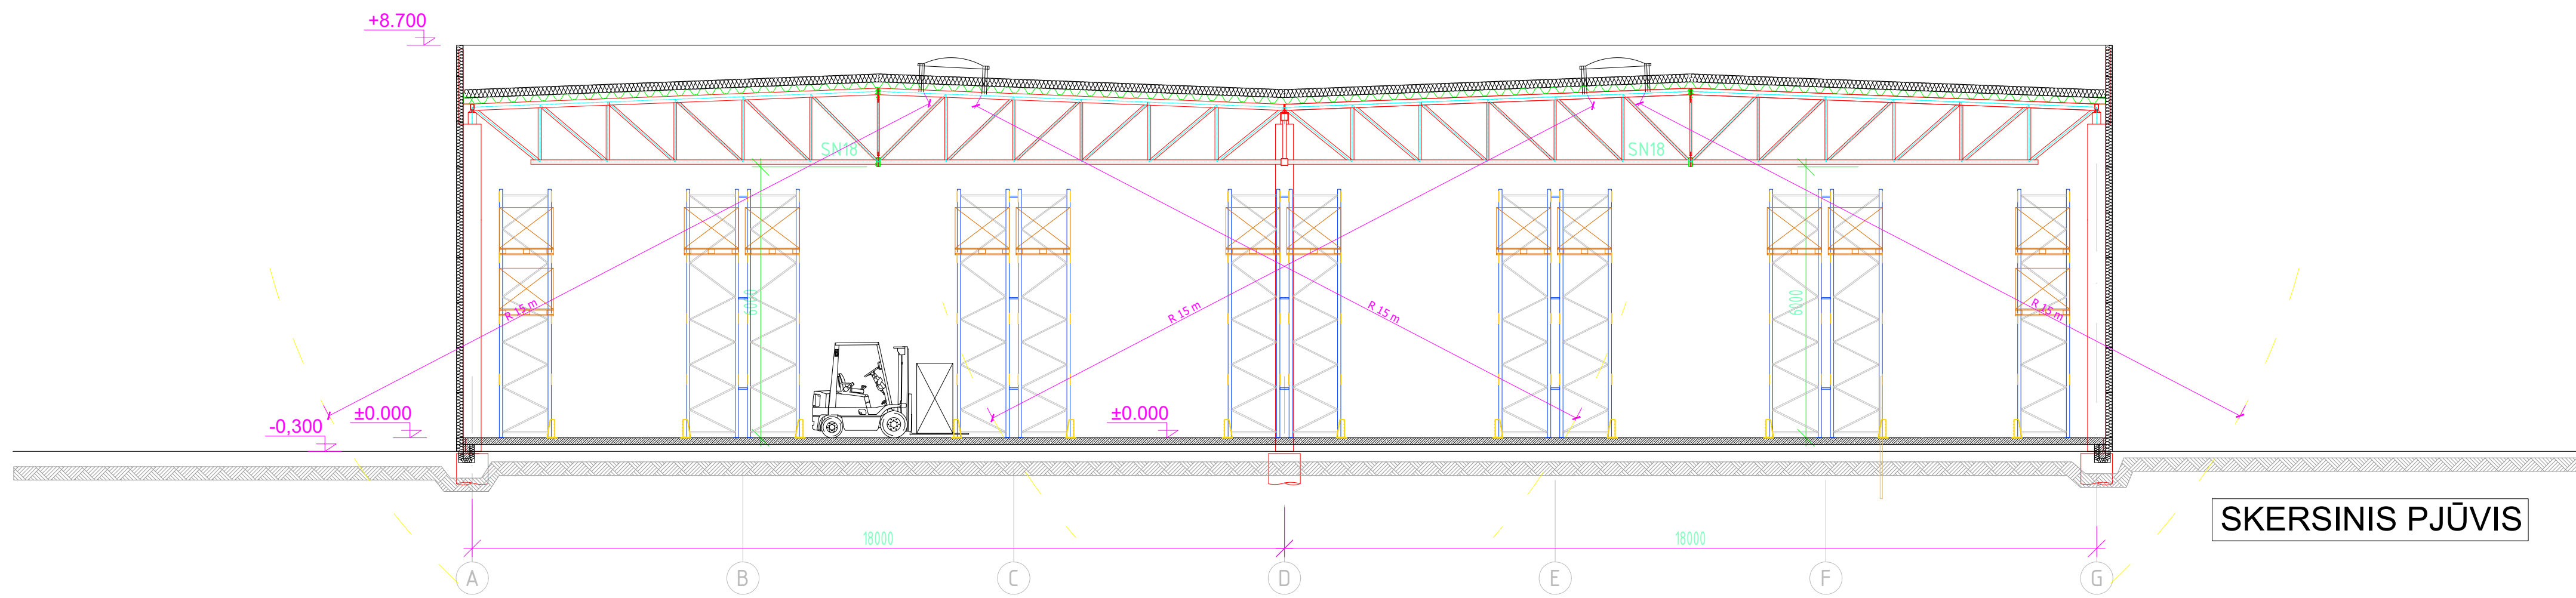 +8.700
SN18
SN18
6000
6000
R 15 m
R 15 m
R 15 m
R 15 m
±0.000
-0,300
±0.000
SKERSINIS PJŪVIS
18000
18000
A
B
C
D
E
F
G